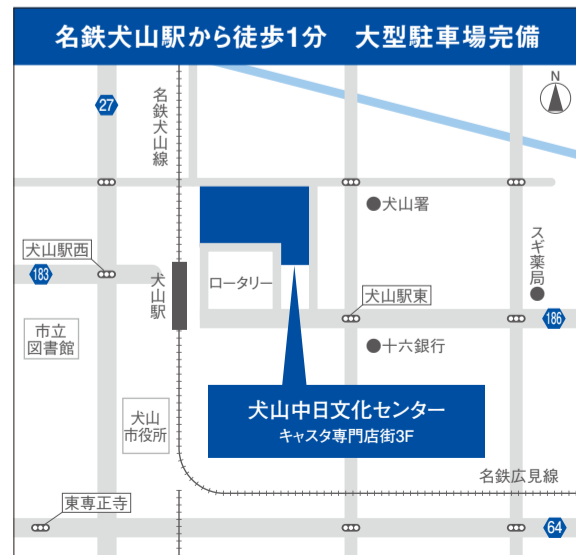 名鉄犬山駅から徒歩1分　大型駐車場完備
27
名鉄犬山線
N
犬山署
スギ薬局
犬山駅西
183
犬山駅
ロータリー
犬山駅東
186
市立
図書館
十六銀行
犬山中日文化センター
キャスタ専門店街3F
犬山
市役所
名鉄広見線
東専正寺
64